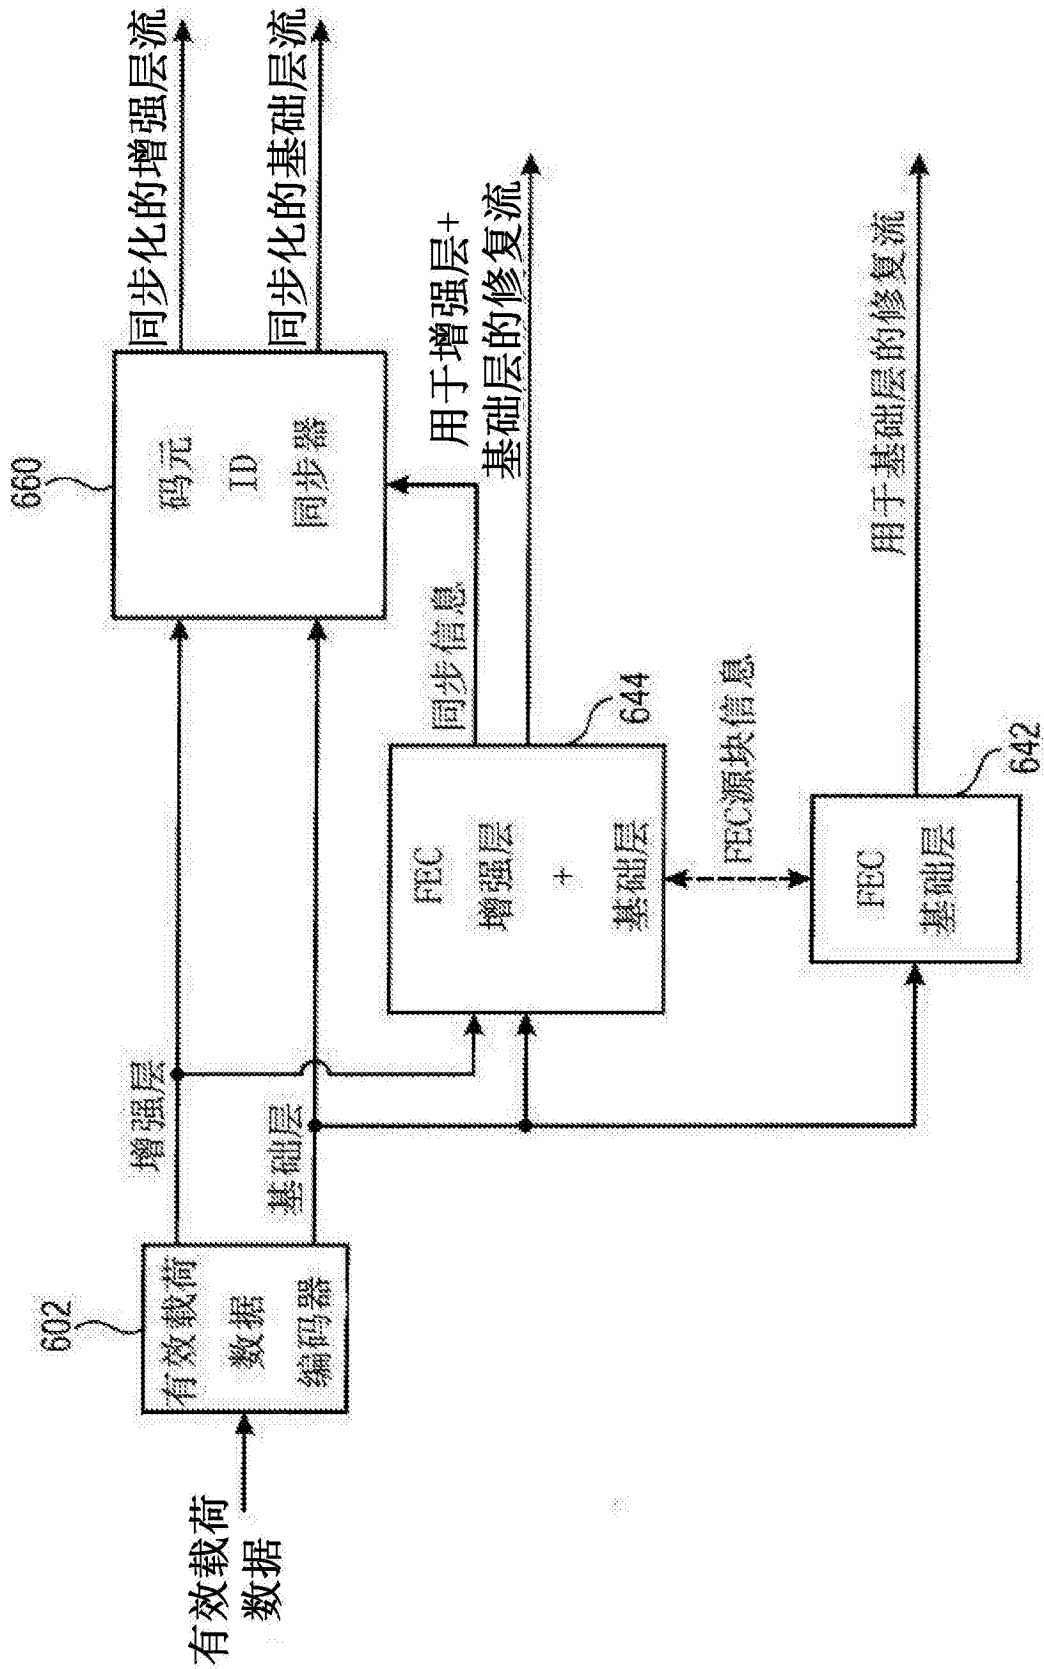 同步化的增强层流
同步化的基础层流
660
码元
ID
同步器
增强层
基础层
602
有效载荷
数据
编码器
有效载荷
数据
同步信息
用于增强层+
基础层的修复流
FEC
增强层
+
基础层
644
FEC源块信息
FEC
基础层
642
用于基础层的修复流